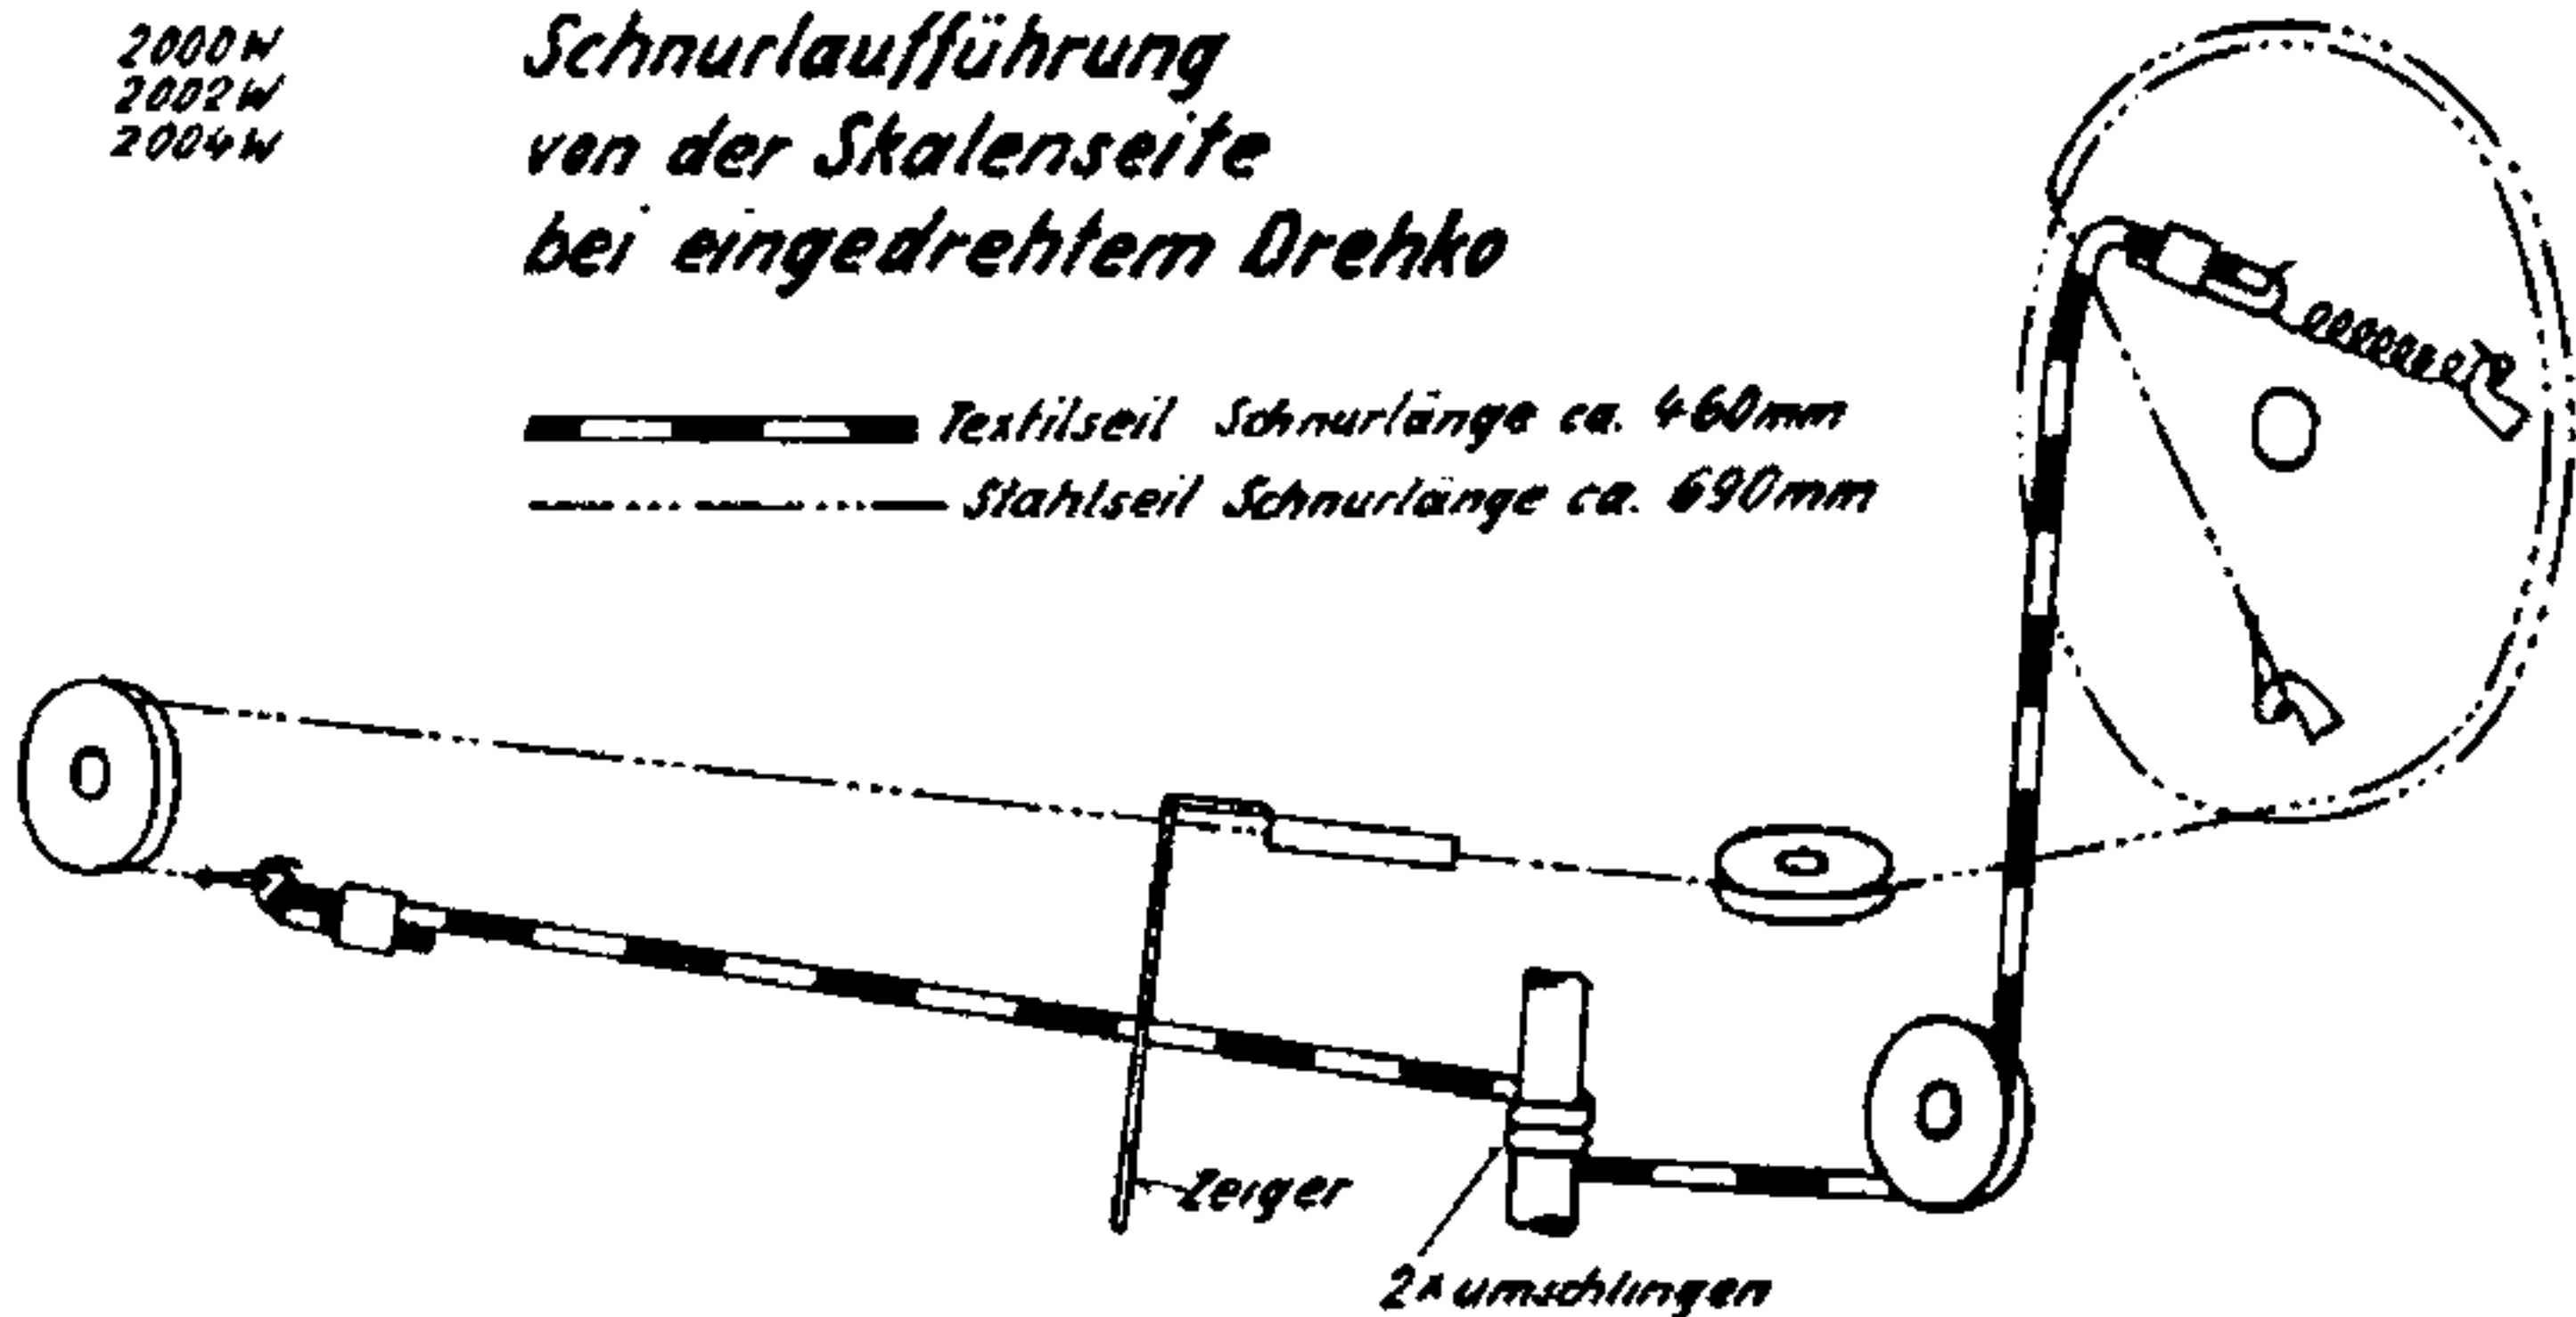 2000W
2002W
2004W
Schnurlaufführung
von der Skalenseite
bei eingedrehtem Drehko
Textilseil Schnurlänge ca. 460mm
Stahlseil Schnurlänge ca. 690mm
Zeiger
2x umschlingen